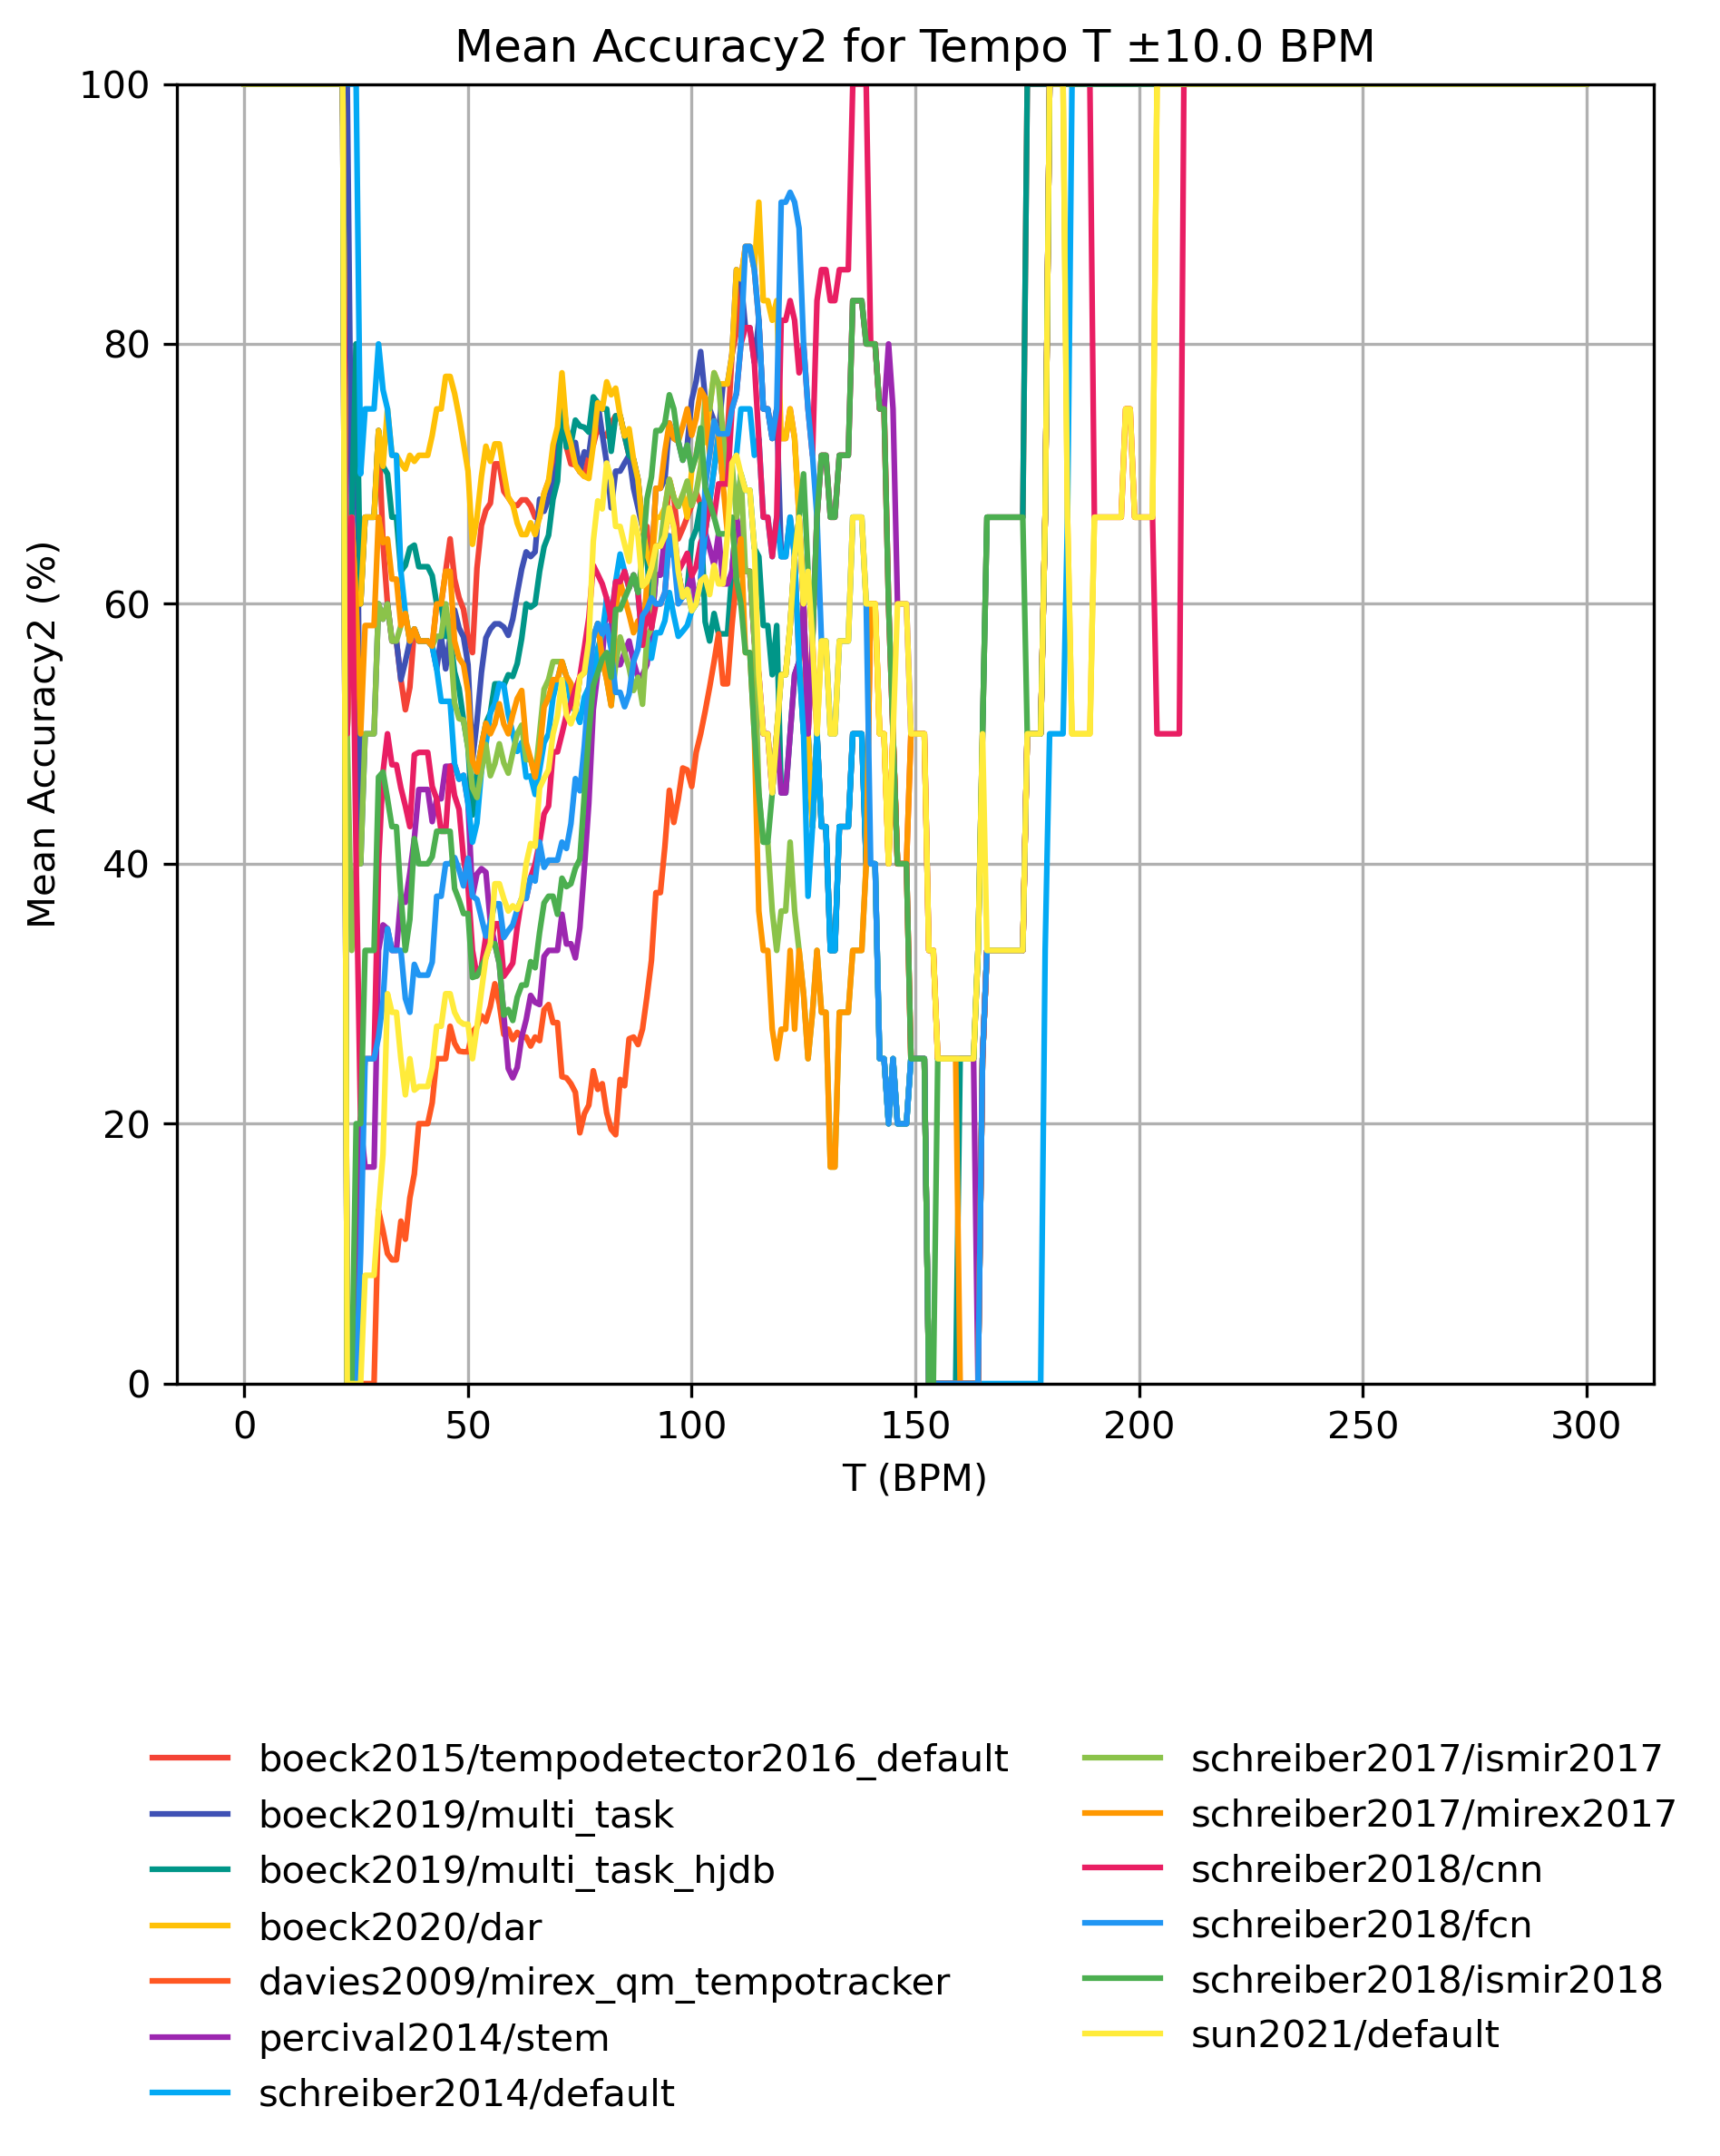 Mean Accuracy2 for Tempo T ±10.0 BPM
100
80
60
40
20
0
Mean Accuracy2 (%)
0 50 100 150 200 250 300
T (BPM)
boeck2015/tempodetector2016_default
boeck2019/multi_task
boeck2019/multi_task_hjdb
boeck2020/dar
davies2009/mirex_qm_tempotracker
percival2014/stem
schreiber2014/default
schreiber2017/ismir2017
schreiber2017/mirex2017
schreiber2018/cnn
schreiber2018/fcn
schreiber2018/ismir2018
sun2021/default